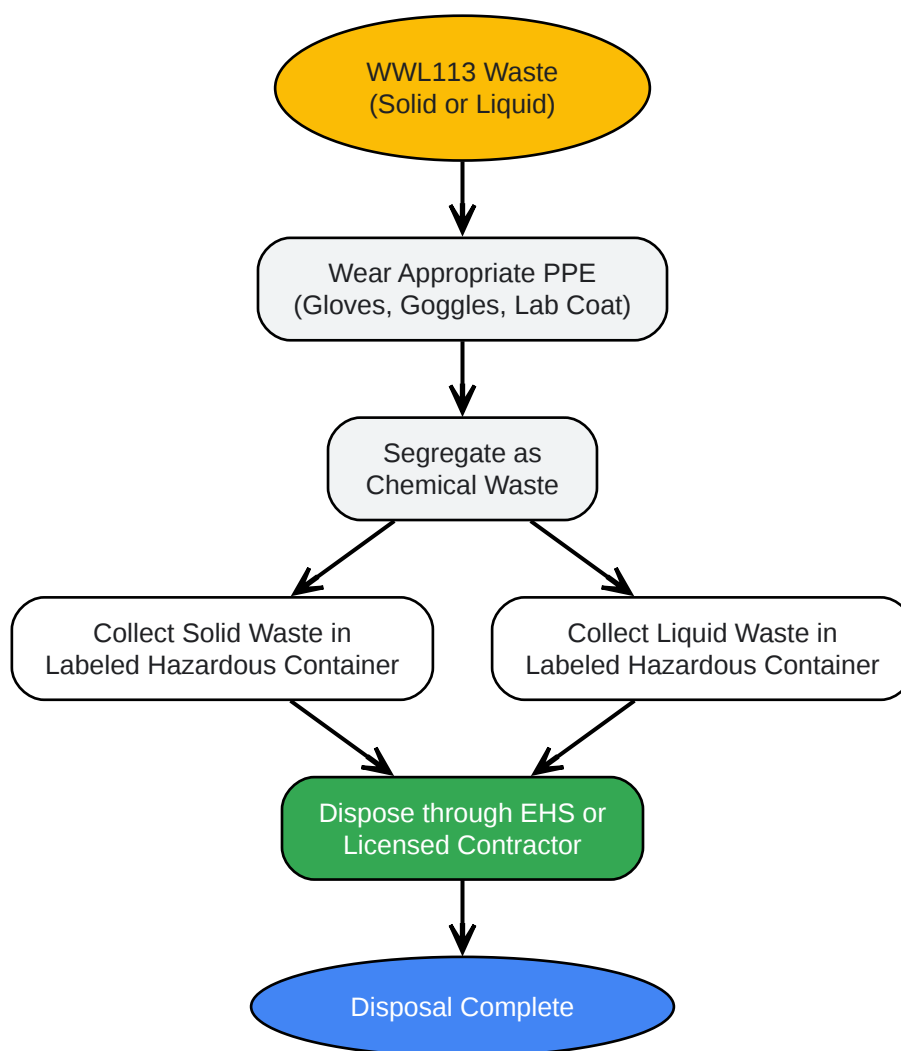 WWL113 Waste
(Solid or Liquid)
Wear Appropriate PPE
(Gloves, Goggles, Lab Coat)
Segregate as
Chemical Waste
Collect Solid Waste in
Labeled Hazardous Container
Collect Liquid Waste in
Labeled Hazardous Container
Dispose through EHS or
Licensed Contractor
Disposal Complete